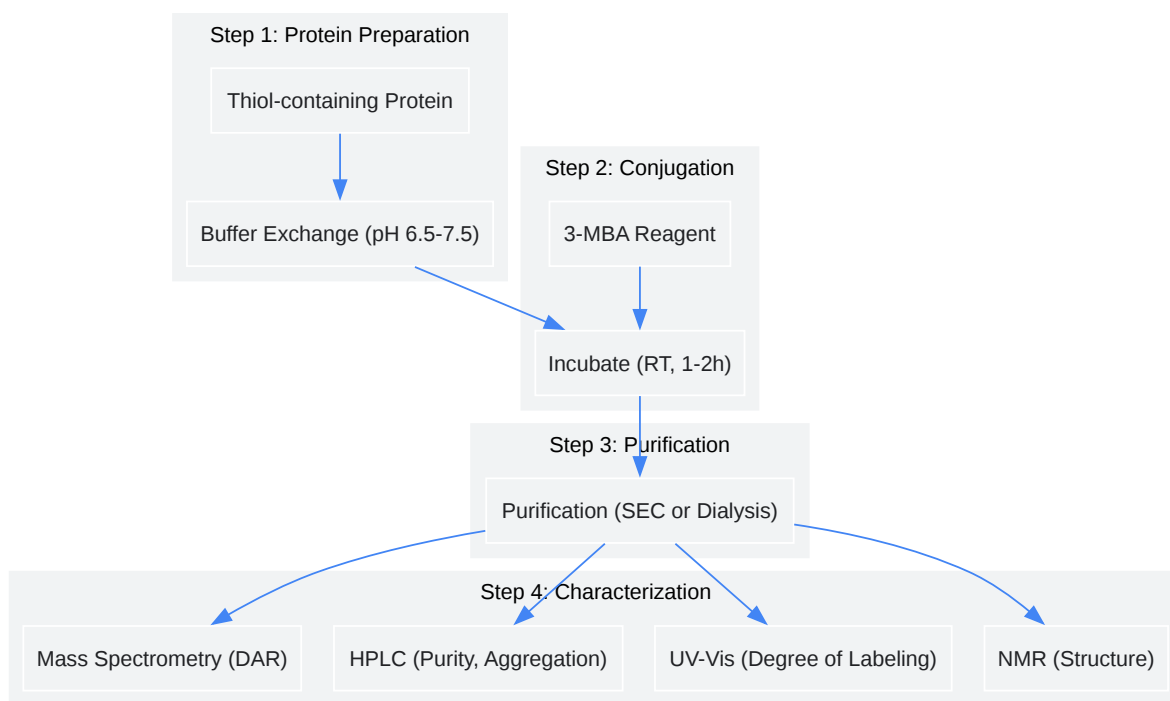 Step 1: Protein Preparation
Thiol-containing Protein
Buffer Exchange (pH 6.5-7.5)
Step 2: Conjugation
3-MBA Reagent
Incubate (RT, 1-2h)
Step 3: Purification
Purification (SEC or Dialysis)
Step 4: Characterization
Mass Spectrometry (DAR)
HPLC (Purity, Aggregation)
UV-Vis (Degree of Labeling)
NMR (Structure)